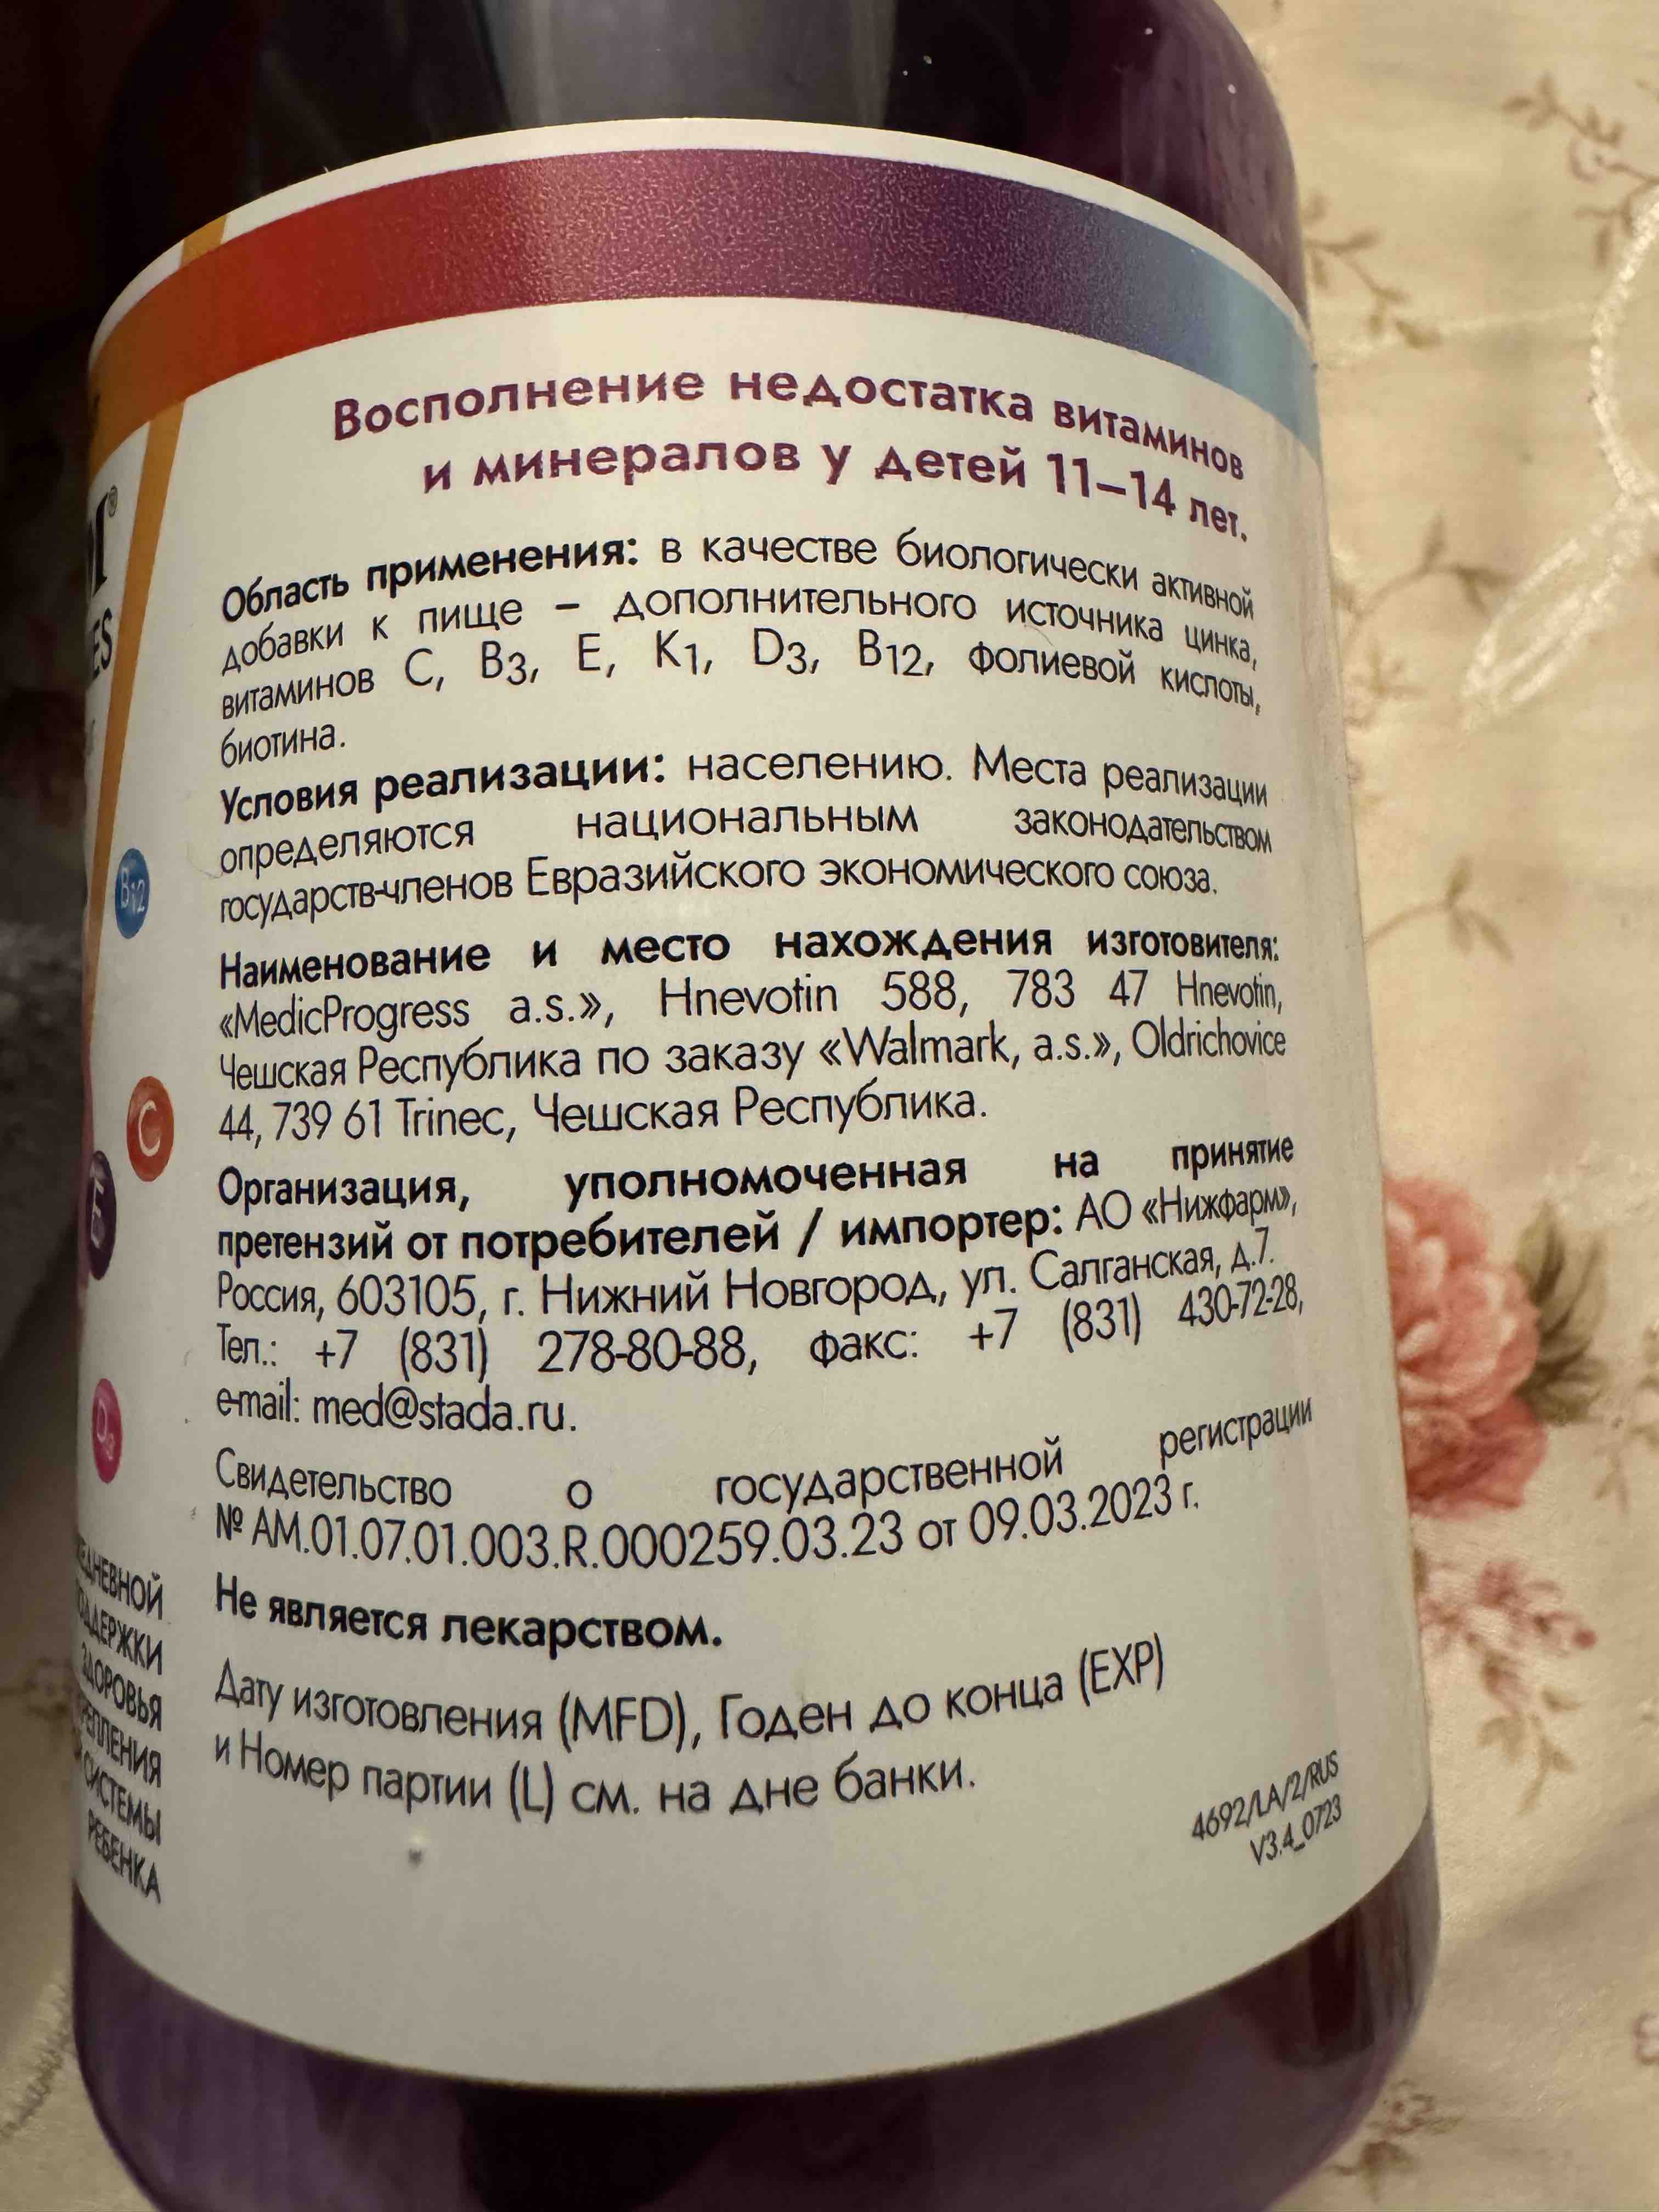 Восполнение недостатка витаминов
и минералов у детей 11–14 лет.
Область применения: в качестве биологически активной
добавки к пище – дополнительного источника цинка,
витаминов C, B3, E, K1, D3, B12, фолиевой кислоты,
биотина.
Условия реализации: населению. Места реализации
определяются национальным законодательством
государств-членов Евразийского экономического союза.
Наименование и место нахождения изготовителя:
«MedicProgress a.s.», Hnevotin 588, 783 47 Hnevotin,
Чешская Республика по заказу «Walmark, a.s.», Oldrichovice
44, 739 61 Trinec, Чешская Республика.
Организация, уполномоченная на принятие
претензий от потребителей / импортер: АО «Нижфарм»,
Россия, 603105, г. Нижний Новгород, ул. Салганская, д.7.
Тел.: +7 (831) 278-80-88, факс: +7 (831) 430-72-28,
e-mail: med@stada.ru.
Свидетельство о государственной регистрации
№ AM.01.07.01.003.R.000259.03.23 от 09.03.2023 г.
Не является лекарством.
Дату изготовления (MFD), Годен до конца (EXP)
и Номер партии (L) см. на дне банки.
4692/LA/2/RUS
V3.4_0723
B12
C
E
D3
ЗДОРОВЬЯ
СИСТЕМЫ
РЕБЕНКА